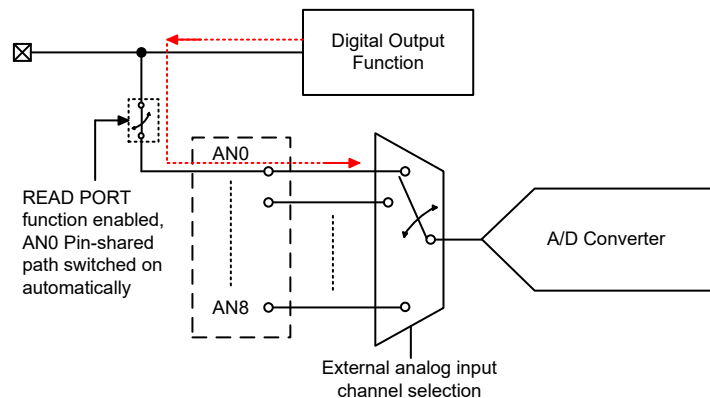 Digital Output
Function
AN0
READ PORT
function enabled,
AN0 Pin-shared
path switched on
automatically
A/D Converter
AN8
External analog input
channel selection